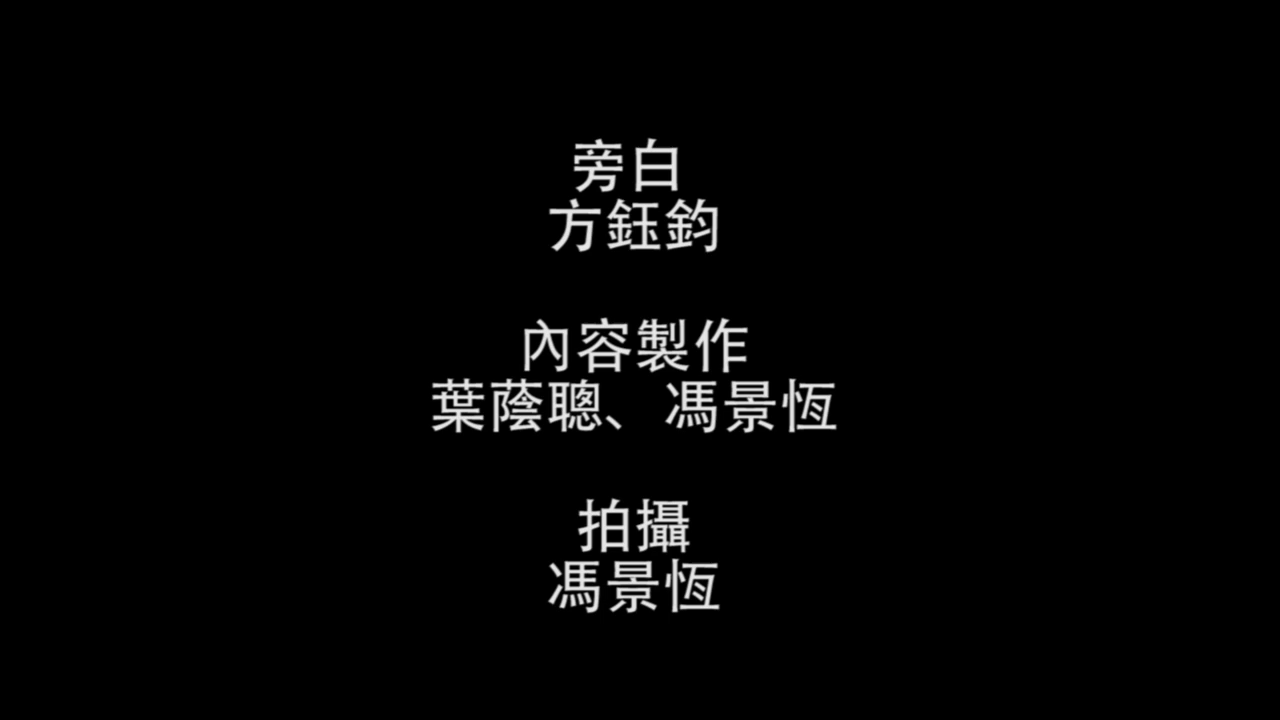 旁白
方鈺鈞
內容製作
葉蔭聰、馮景恆
拍攝
馮景恆